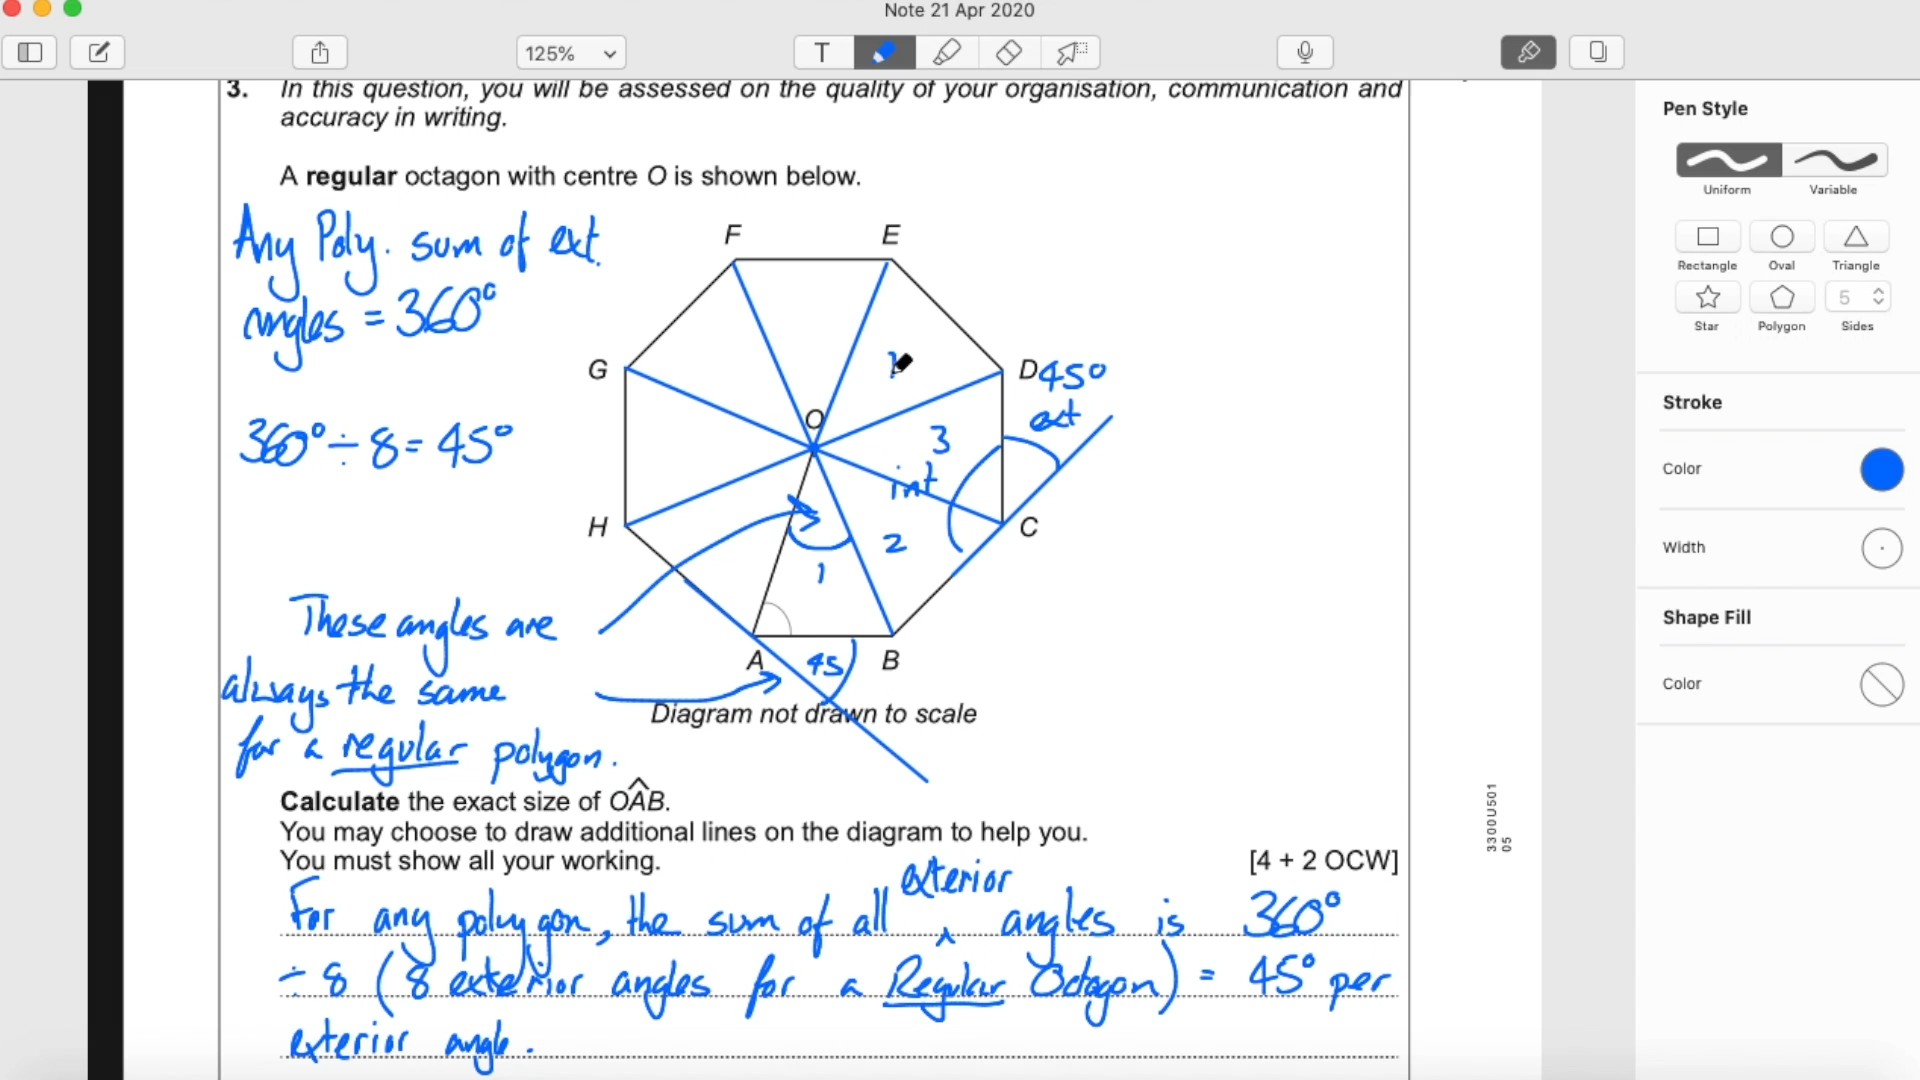 Note 21 Apr 2020
125%
T
3. In this question, you will be assessed on the quality of your organisation, communication and
accuracy in writing.
A regular octagon with centre O is shown below.
Any Poly. sum of ext.
angles = 360°
360° ÷ 8 = 45°
F E
G D 45°
ext
O
3
int
H C
2
1
A 45 B
These angles are
always the same
for a regular polygon.
Diagram not drawn to scale
Calculate the exact size of OÂB.
You may choose to draw additional lines on the diagram to help you.
You must show all your working.
[4 + 2 OCW]
exterior
For any polygon, the sum of all ^ angles is 360°
÷ 8 (8 exterior angles for a Regular Octagon) = 45° per
exterior angle.
3300U501
05
Pen Style
Uniform Variable
Rectangle Oval Triangle
5
Star Polygon Sides
Stroke
Color
Width
Shape Fill
Color